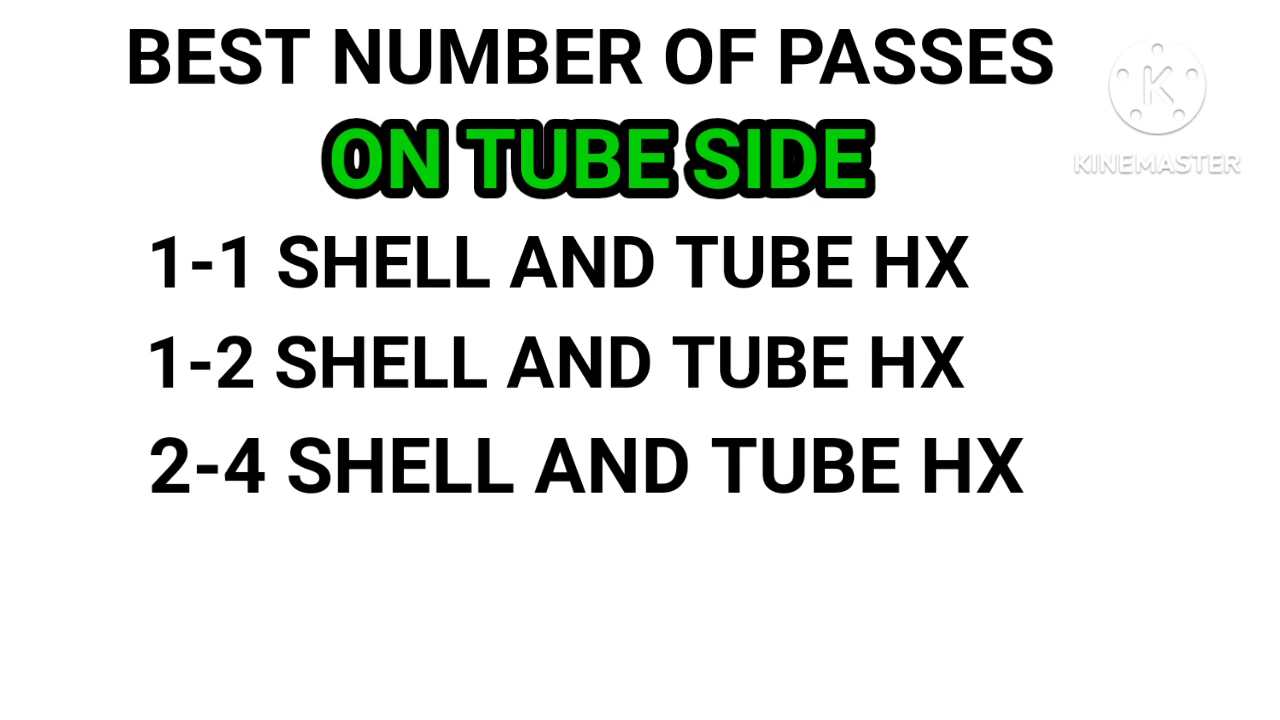 BEST NUMBER OF PASSES
ON TUBE SIDE
1-1 SHELL AND TUBE HX
1-2 SHELL AND TUBE HX
2-4 SHELL AND TUBE HX
K
KINEMASTER